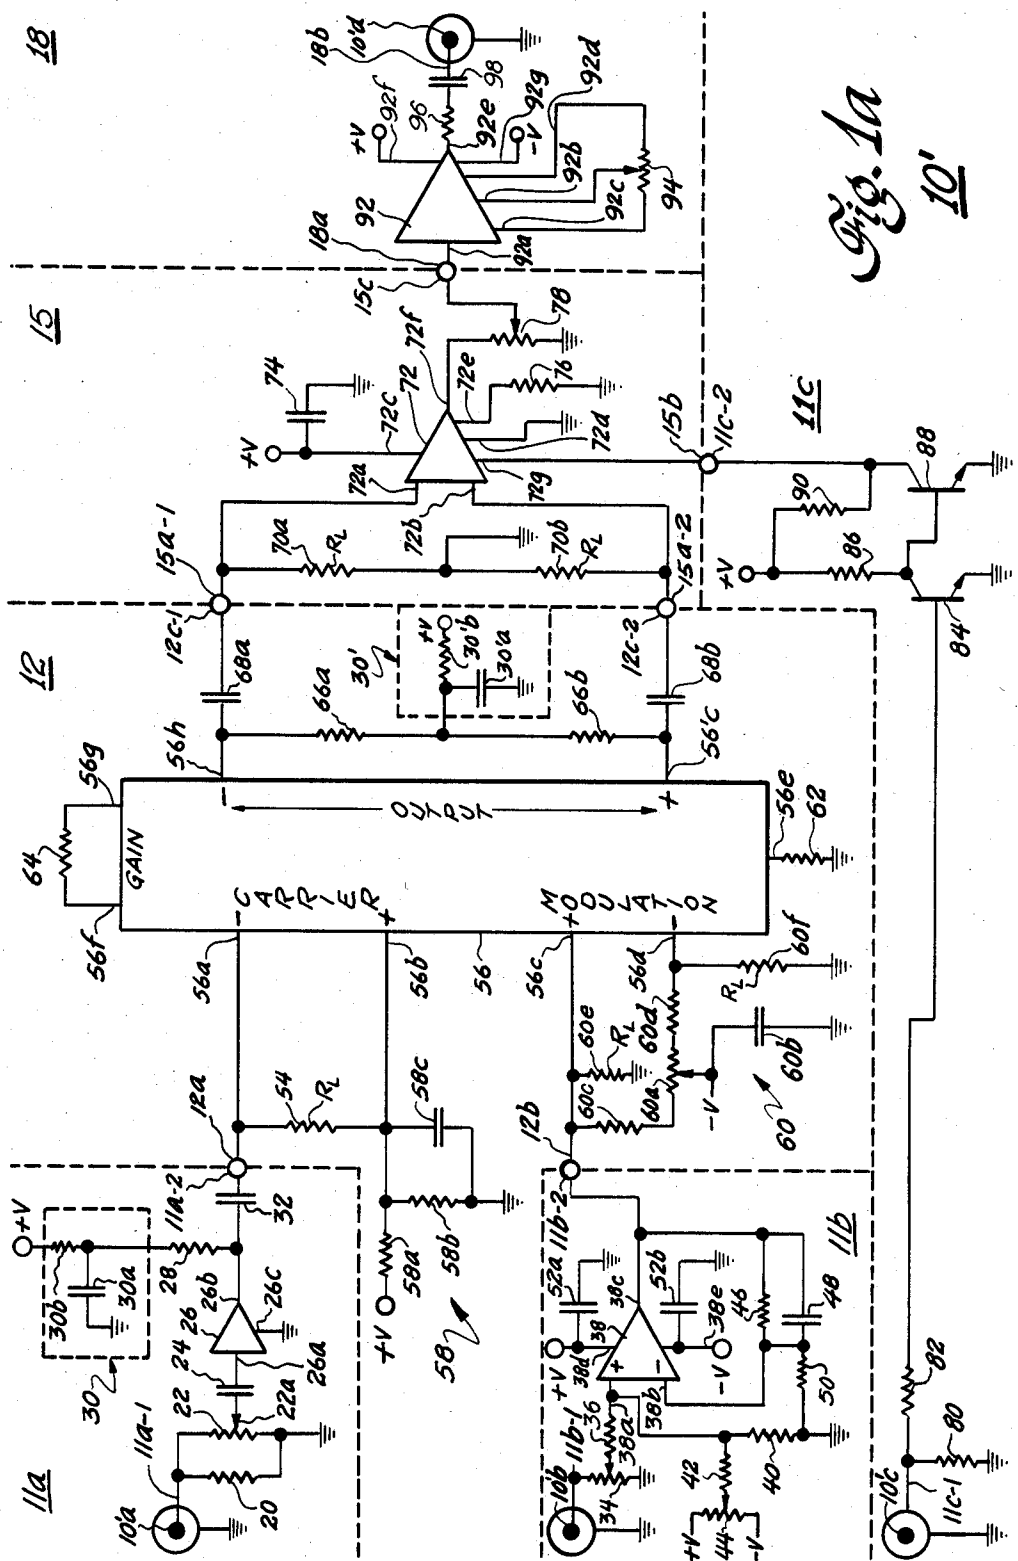 Fig. 1a
10'
11a
10'a
11a-1
20
22
22a
24
26
26a
26b
26c
28
30
30a
30b
+V
32
11a-2
12a
54
RL
+V
58
58a
58b
58c
11b
10'b
11b-1
34
36
38
38a
38b
38c
38d
38e
+
-
+V
-V
40
42
44
+V
-V
46
48
50
52a
52b
11b-2
12b
12
56
56a
56b
56c
56d
56e
56f
56g
56h
56'c
GAIN
- CARRIER +
+ MODULATION -
- OUTPUT +
60
60a
60b
60c
60d
60e
60f
RL
RL
-V
62
64
66a
66b
30'
30'a
30'b
+V
68a
68b
12c-1
12c-2
15
15a-1
15a-2
70a
RL
70b
RL
72
72a
72b
72c
72d
72e
72f
72g
74
+V
76
78
15b
15c
18
18a
18b
92
92a
92b
92c
92d
92e
92f
92g
+V
-V
94
96
98
10'd
11c
10'c
11c-1
11c-2
80
82
84
86
88
90
+V